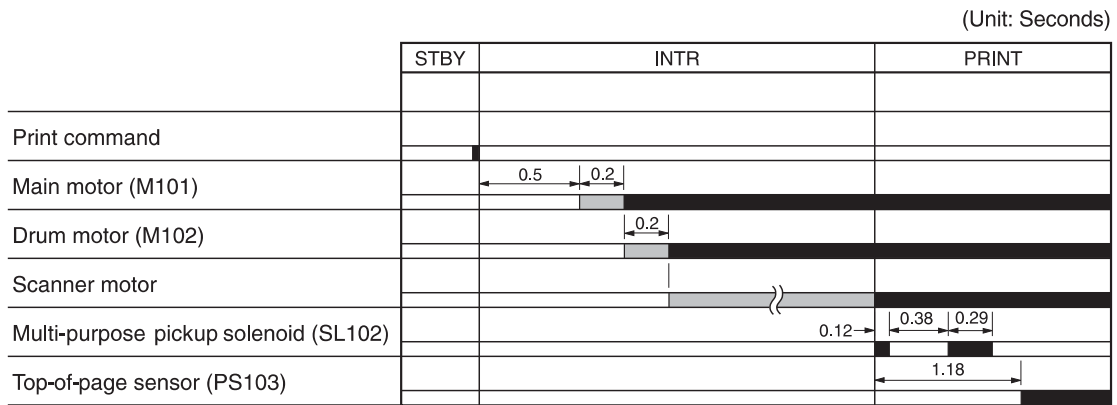 (Unit: Seconds)
STBY INTR PRINT
Print command
Main motor (M101) 0.5 0.2
Drum motor (M102) 0.2
Scanner motor
Multi-purpose pickup solenoid (SL102) 0.12 0.38 0.29
Top-of-page sensor (PS103) 1.18